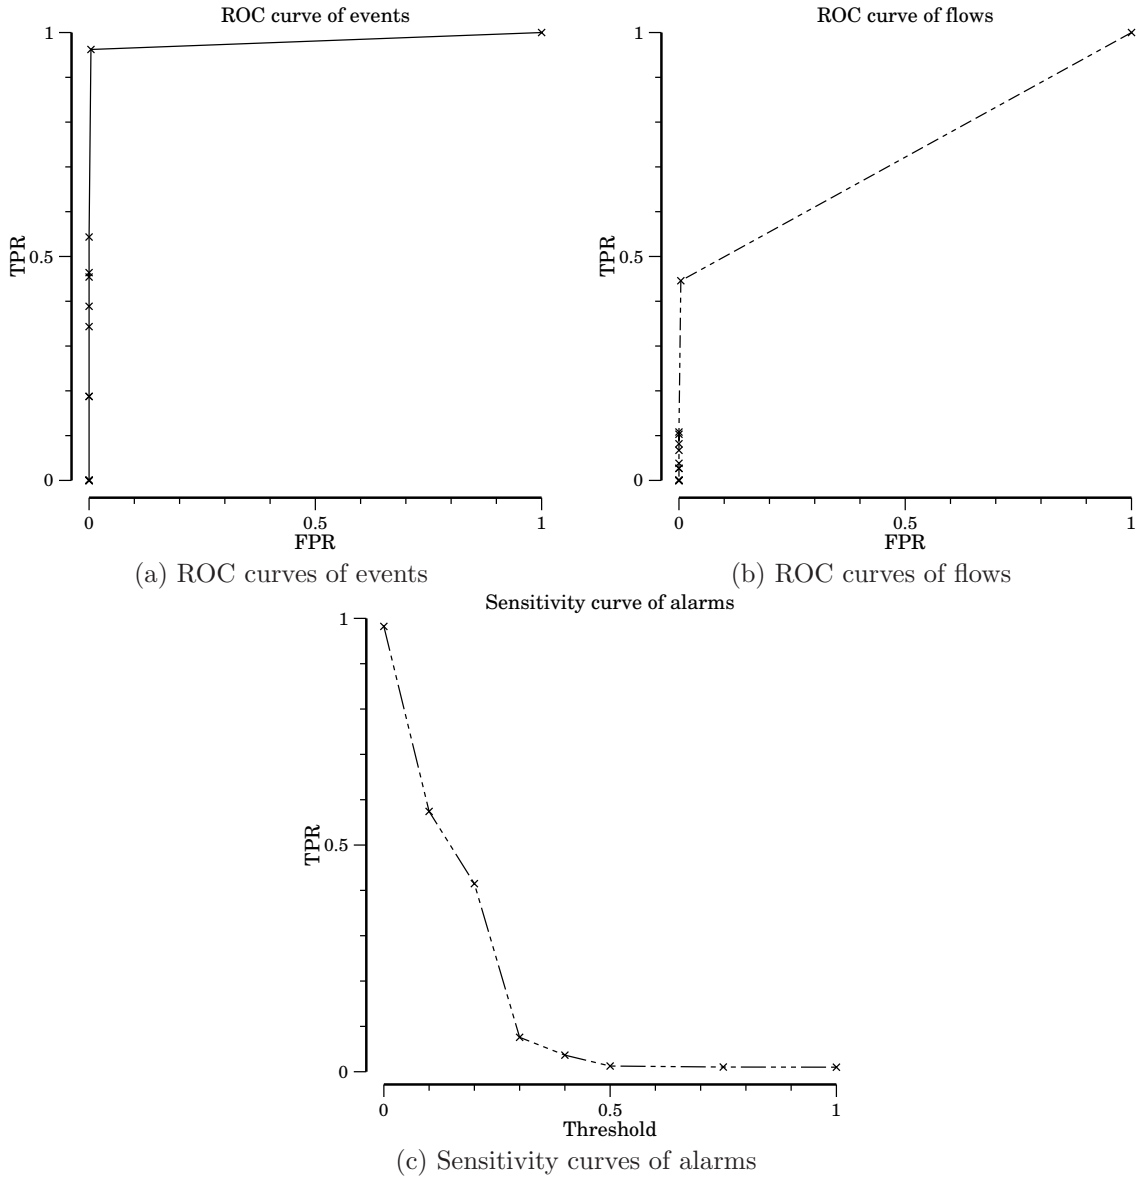 ROC curve of events
1
TPR
0.5
0
0
0.5
1
FPR
(a) ROC curves of events
ROC curve of flows
1
TPR
0.5
0
0
0.5
1
FPR
(b) ROC curves of flows
Sensitivity curve of alarms
1
TPR
0.5
0
0
0.5
1
Threshold
(c) Sensitivity curves of alarms